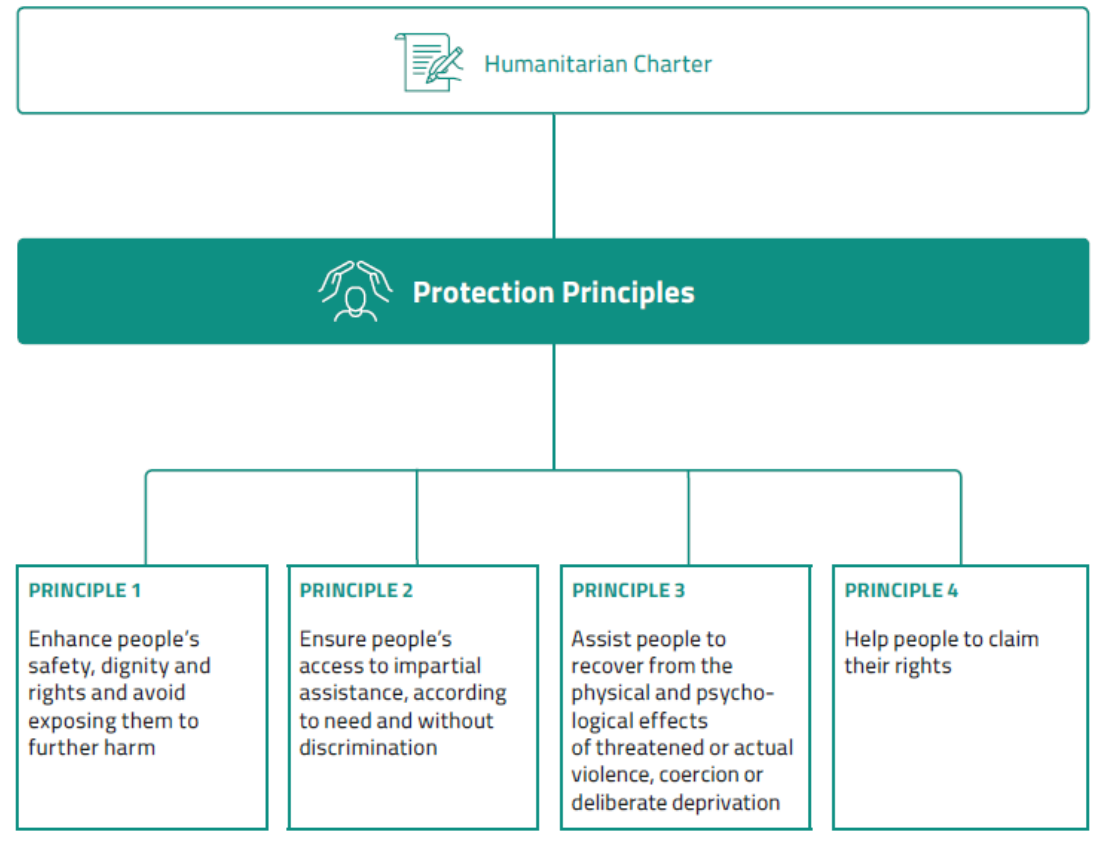 Humanitarian Charter
Protection Principles
PRINCIPLE 1
Enhance people’s
safety, dignity and
rights and avoid
exposing them to
further harm
PRINCIPLE 2
Ensure people’s
access to impartial
assistance, according
to need and without
discrimination
PRINCIPLE 3
Assist people to
recover from the
physical and psycho-
logical effects
of threatened or actual
violence, coercion or
deliberate deprivation
PRINCIPLE 4
Help people to claim
their rights